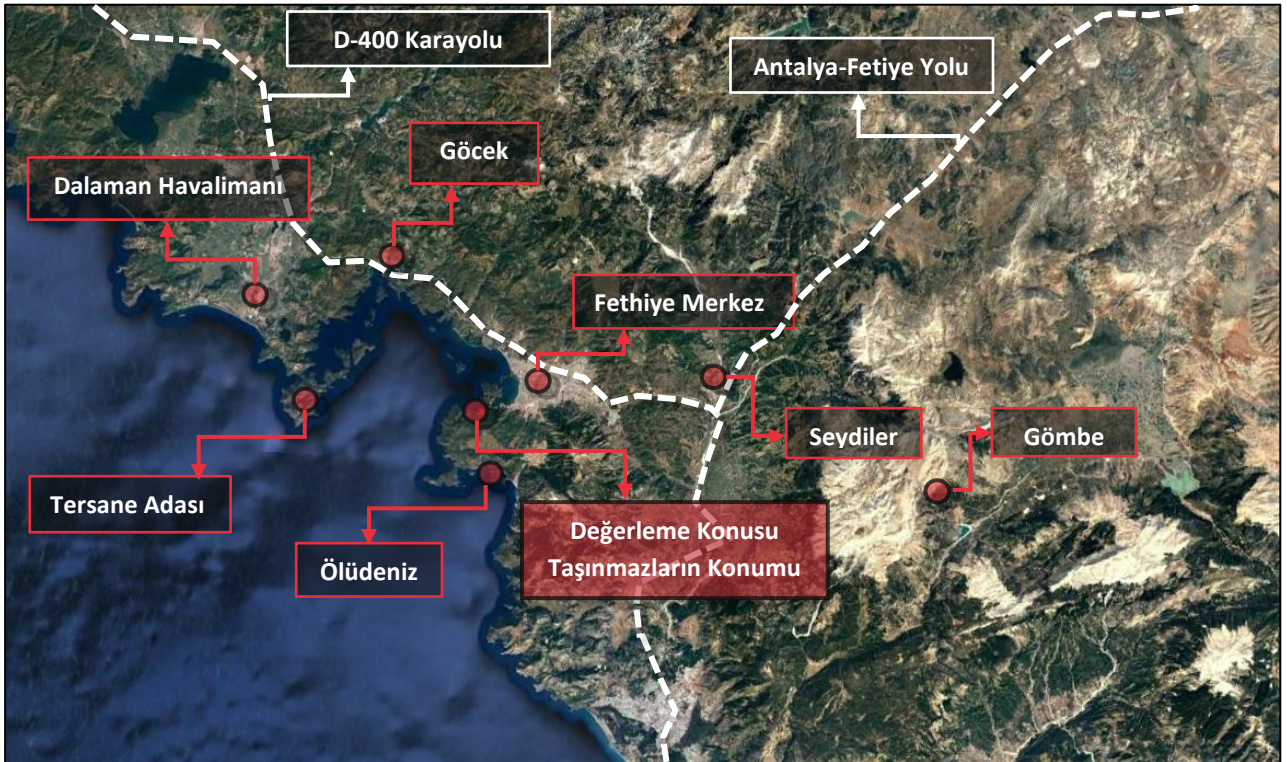 D-400 Karayolu
Antalya-Fetiye Yolu
Göcek
Dalaman Havalimanı
Fethiye Merkez
Seydiler
Gömbe
Tersane Adası
Değerleme Konusu
Taşınmazların Konumu
Ölüdeniz